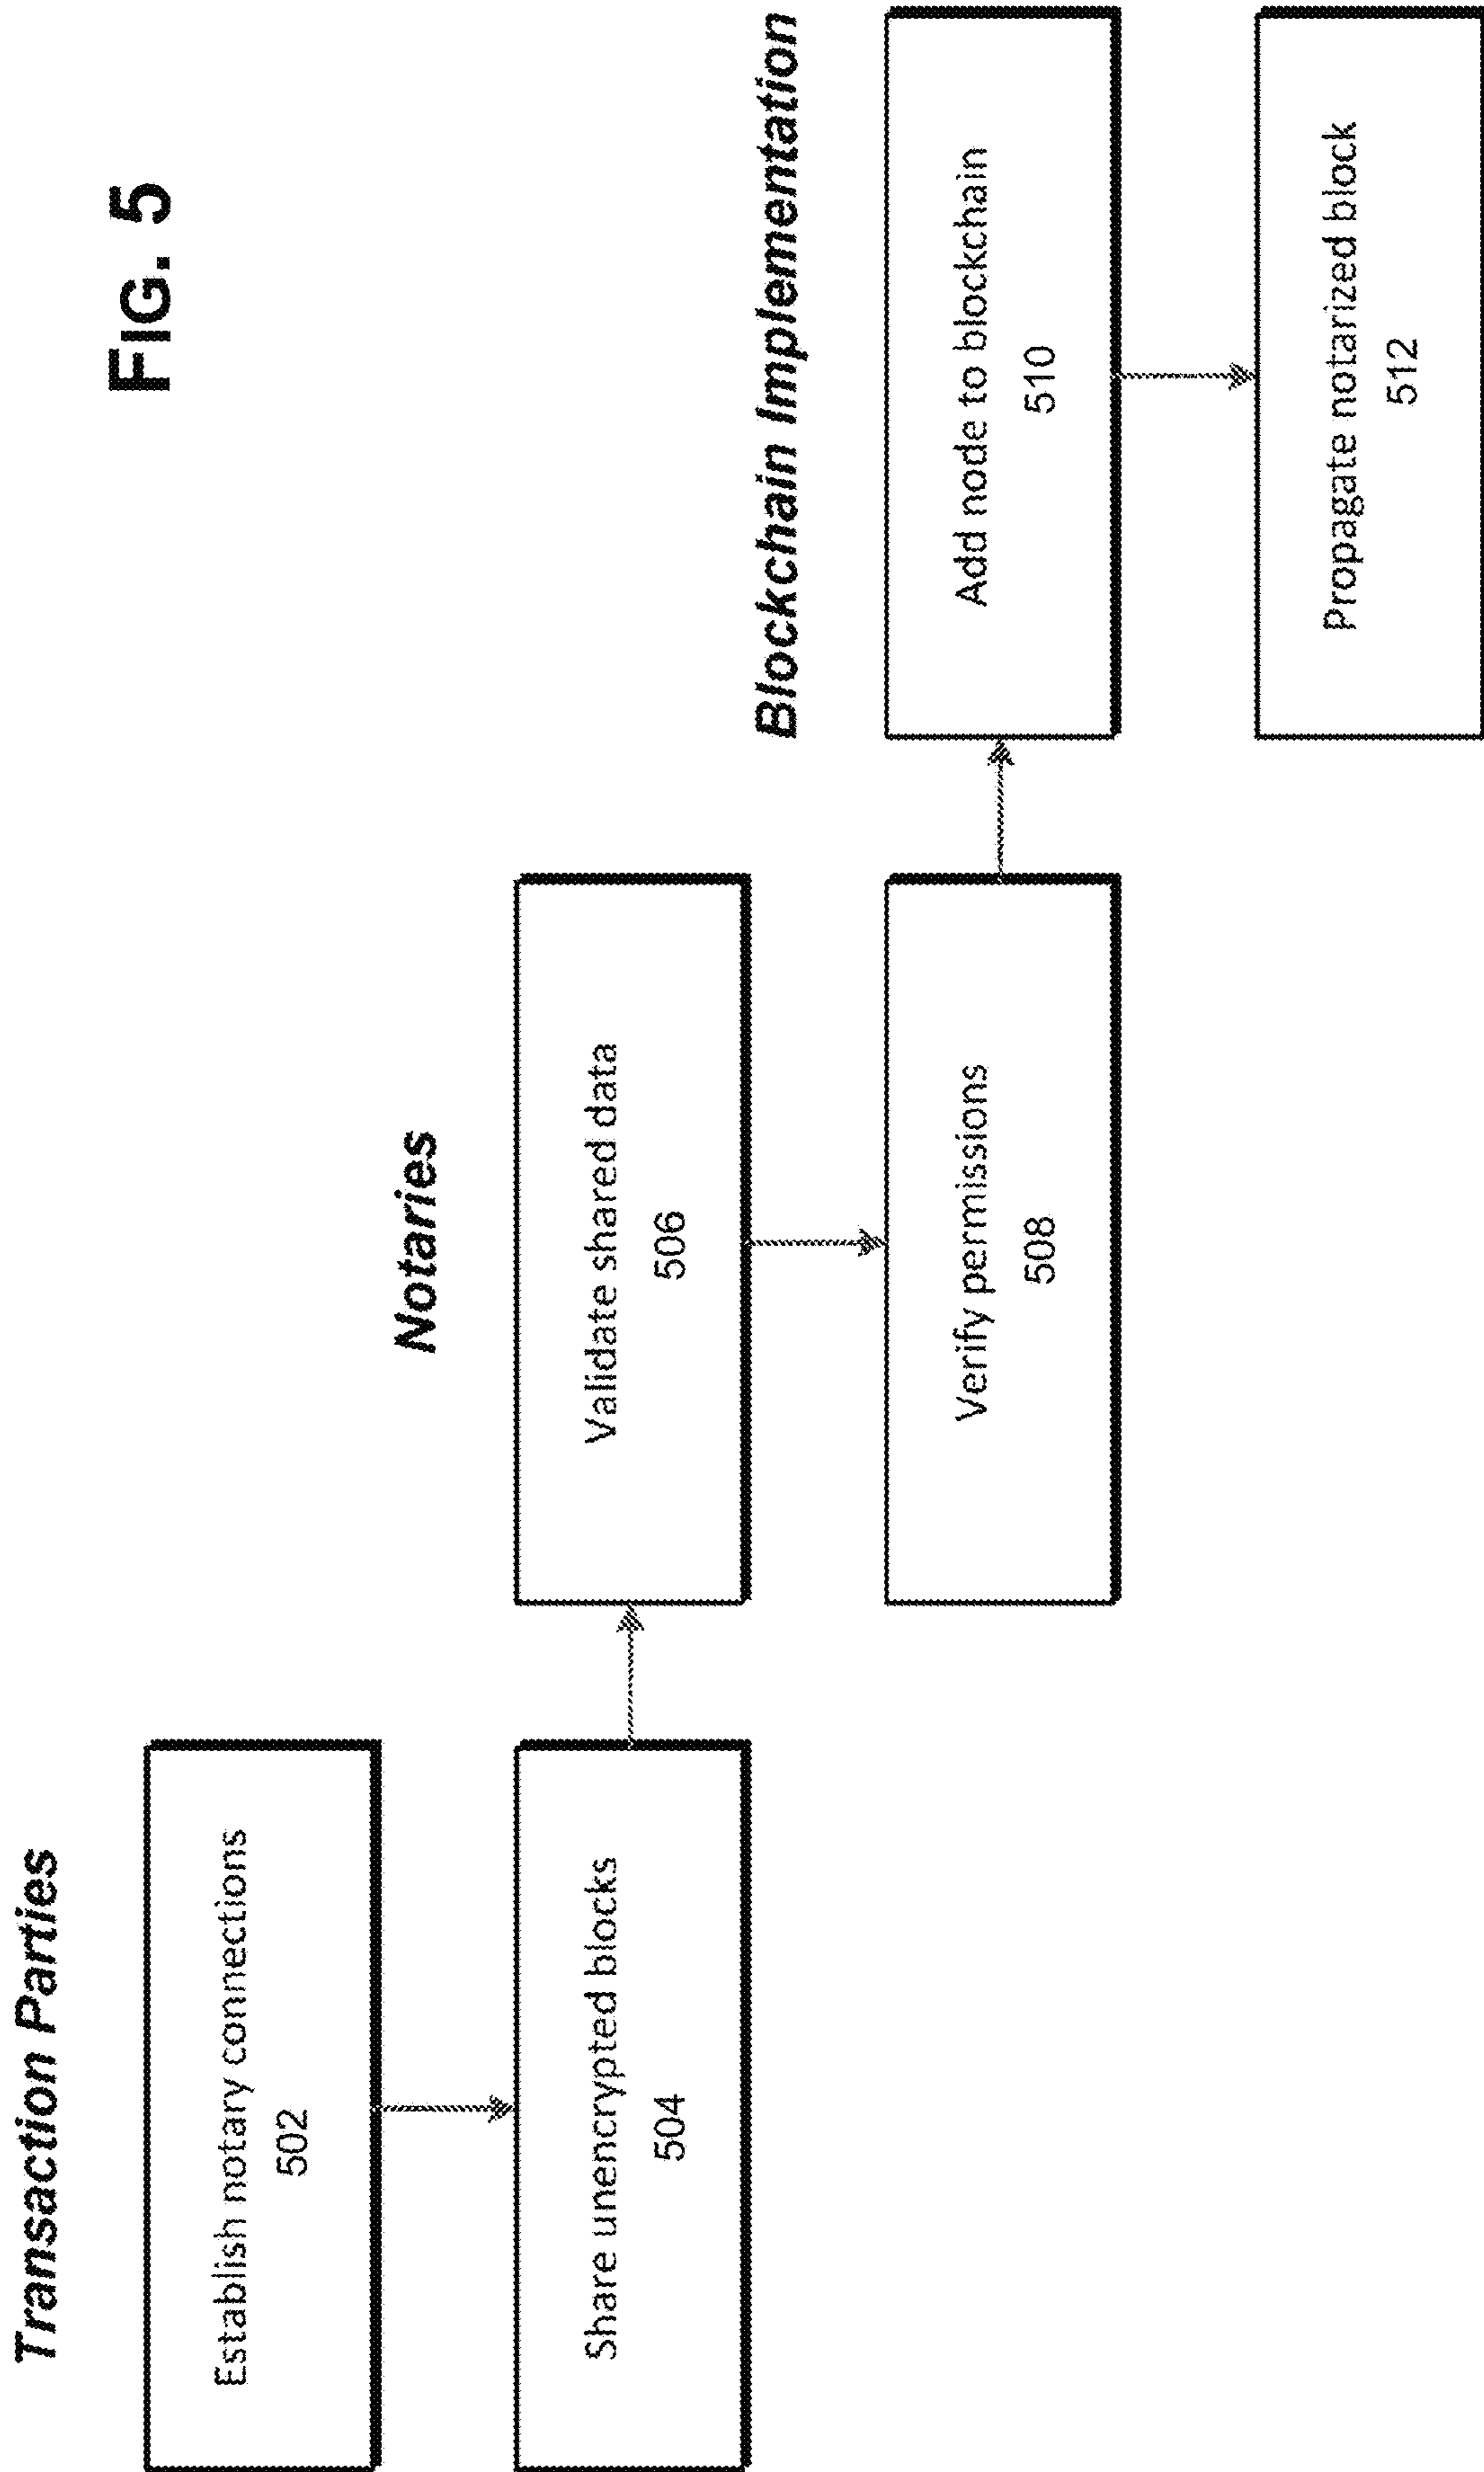 FIG. 5
Transaction Parties
Establish notary connections
502
Share unencrypted blocks
504
Notaries
Validate shared data
506
Verify permissions
508
Blockchain Implementation
Add node to blockchain
510
Propagate notarized block
512